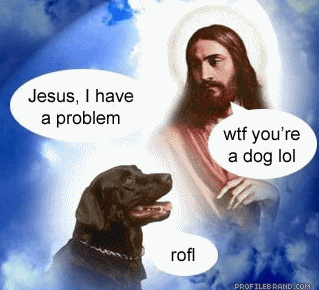 Jesus, I have
a problem
wtf you're
a dog lol
rofl
PROFILEBRAND.COM